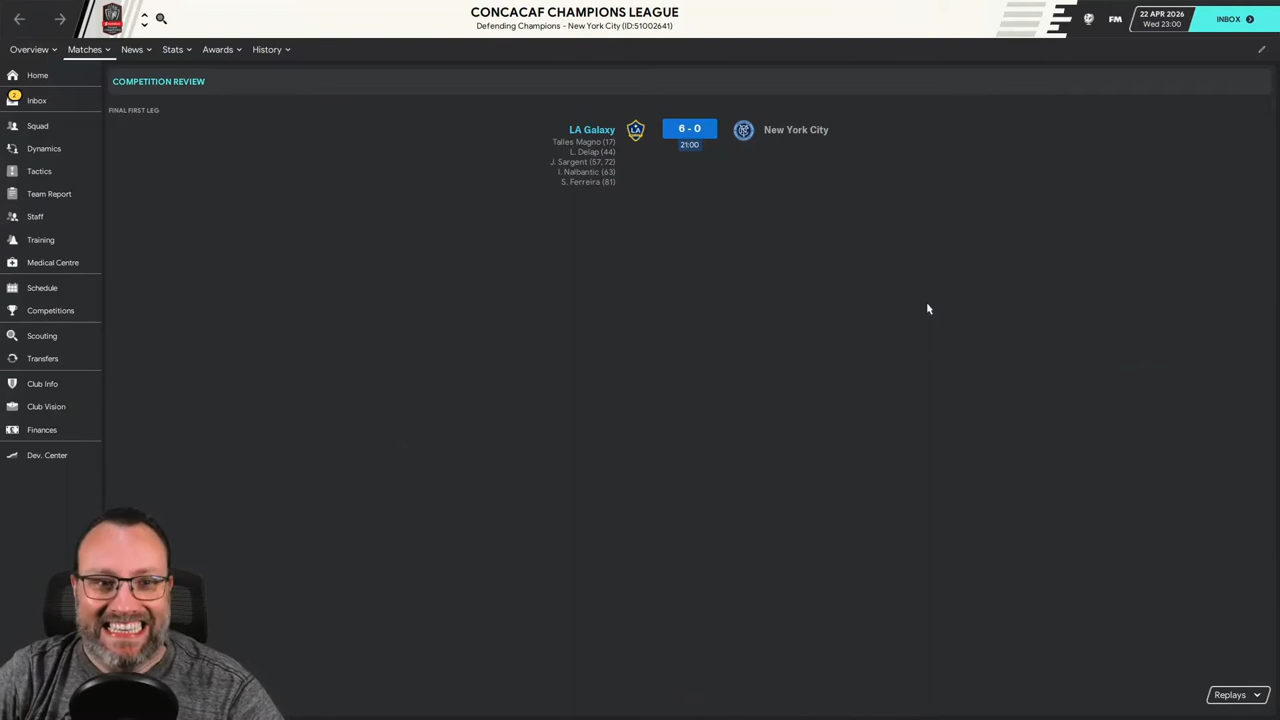 CONCACAF CHAMPIONS LEAGUE
Defending Champions - New York City (ID:51002641)
FM
22 APR 2026
Wed 23:00
INBOX
Overview
Matches
News
Stats
Awards
History
Home
2
Inbox
Squad
Dynamics
Tactics
Team Report
Staff
Training
Medical Centre
Schedule
Competitions
Scouting
Transfers
Club Info
Club Vision
Finances
Dev. Center
COMPETITION REVIEW
FINAL FIRST LEG
LA Galaxy
LA
6 - 0
New York City
21:00
Talles Magno (17)
L. Delap (44)
J. Sargent (57, 72)
I. Nalbantic (63)
S. Ferreira (81)
Replays